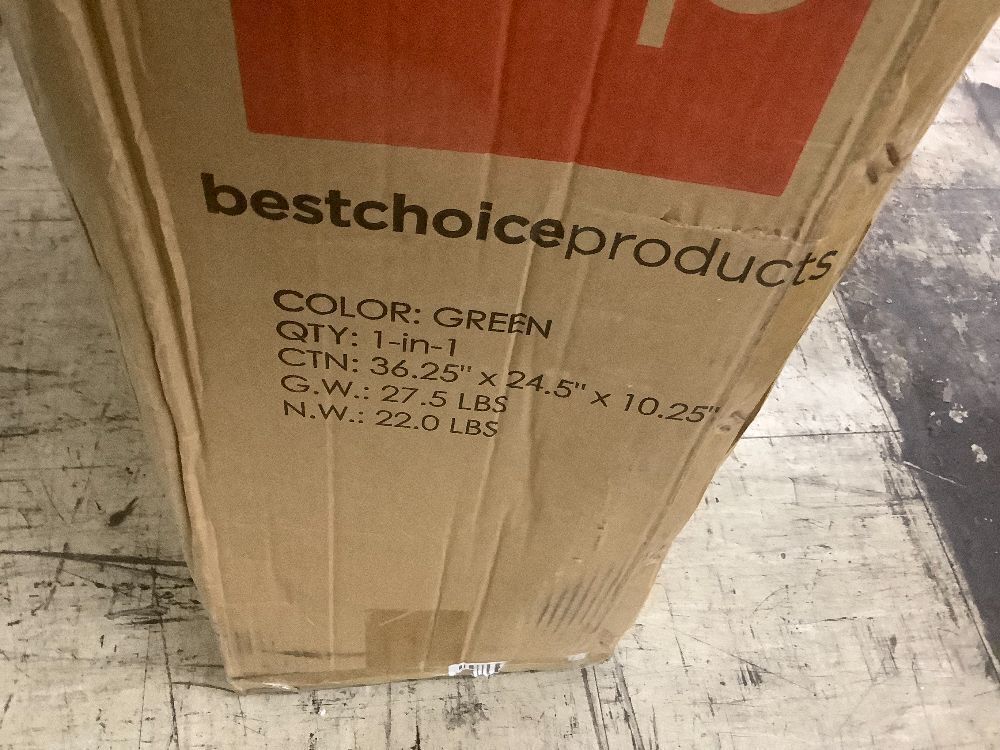 bestchoiceproducts
COLOR: GREEN
QTY: 1-in-1
CTN: 36.25" x 24.5" x 10.25"
G.W.: 27.5 LBS
N.W.: 22.0 LBS